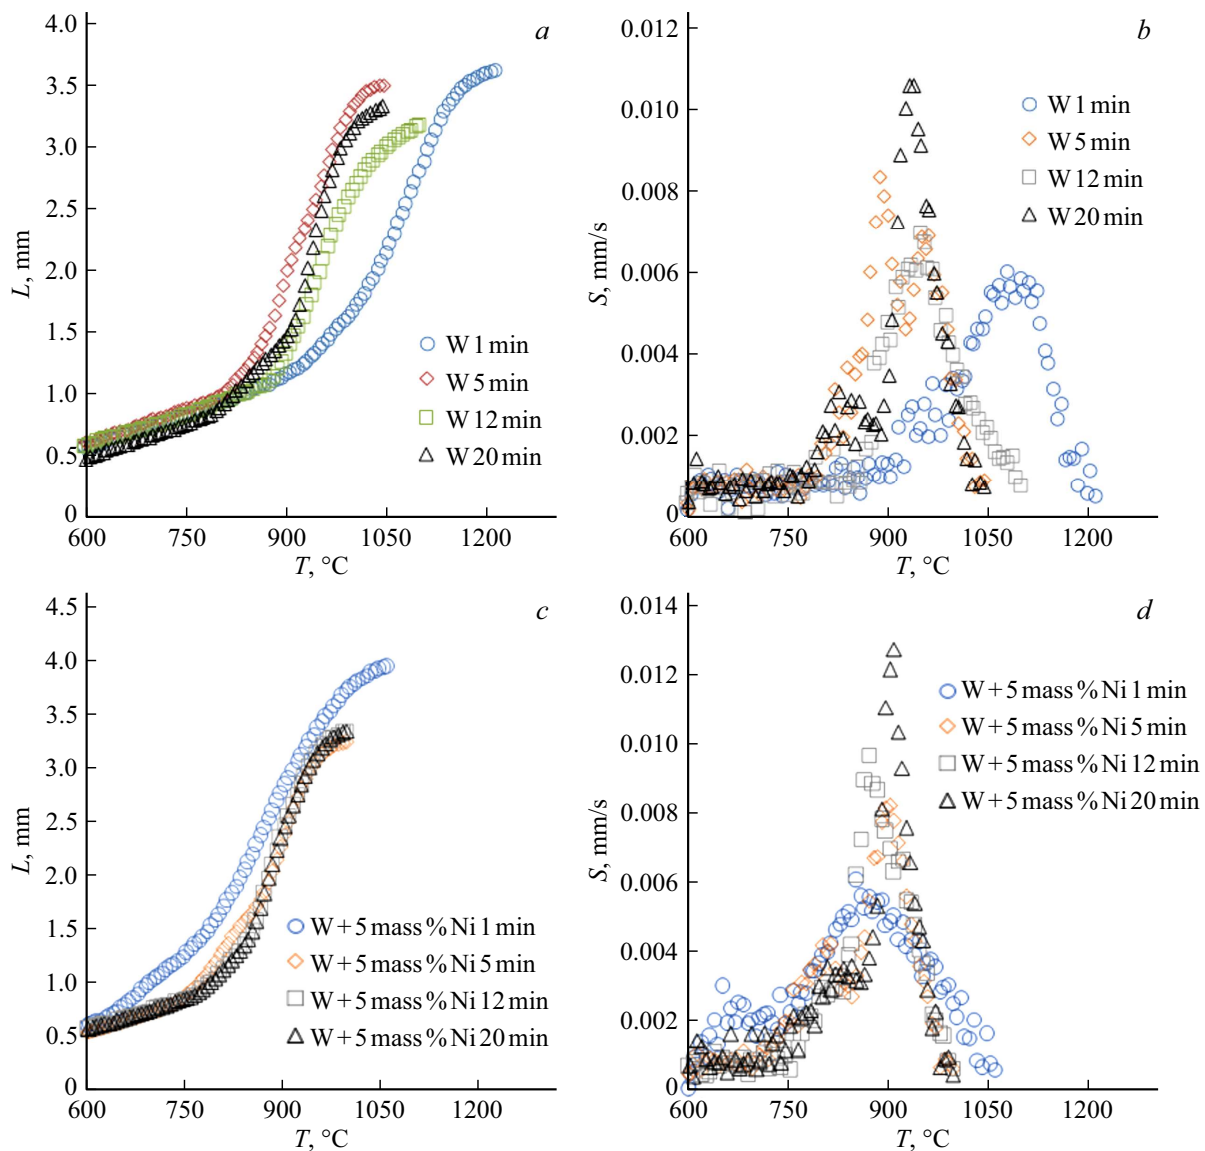 a
4.0
3.5
3.0
2.5
2.0
1.5
1.0
0.5
0
L, mm
600 750 900 1050 1200
T, °C
W 1 min
W 5 min
W 12 min
W 20 min
b
0.012
0.010
0.008
0.006
0.004
0.002
0
S, mm/s
600 750 900 1050 1200
T, °C
W 1 min
W 5 min
W 12 min
W 20 min
c
4.5
4.0
3.5
3.0
2.5
2.0
1.5
1.0
0.5
0
L, mm
600 750 900 1050 1200
T, °C
W + 5 mass % Ni 1 min
W + 5 mass % Ni 5 min
W + 5 mass % Ni 12 min
W + 5 mass % Ni 20 min
d
0.014
0.012
0.010
0.008
0.006
0.004
0.002
0
S, mm/s
600 750 900 1050 1200
T, °C
W + 5 mass % Ni 1 min
W + 5 mass % Ni 5 min
W + 5 mass % Ni 12 min
W + 5 mass % Ni 20 min